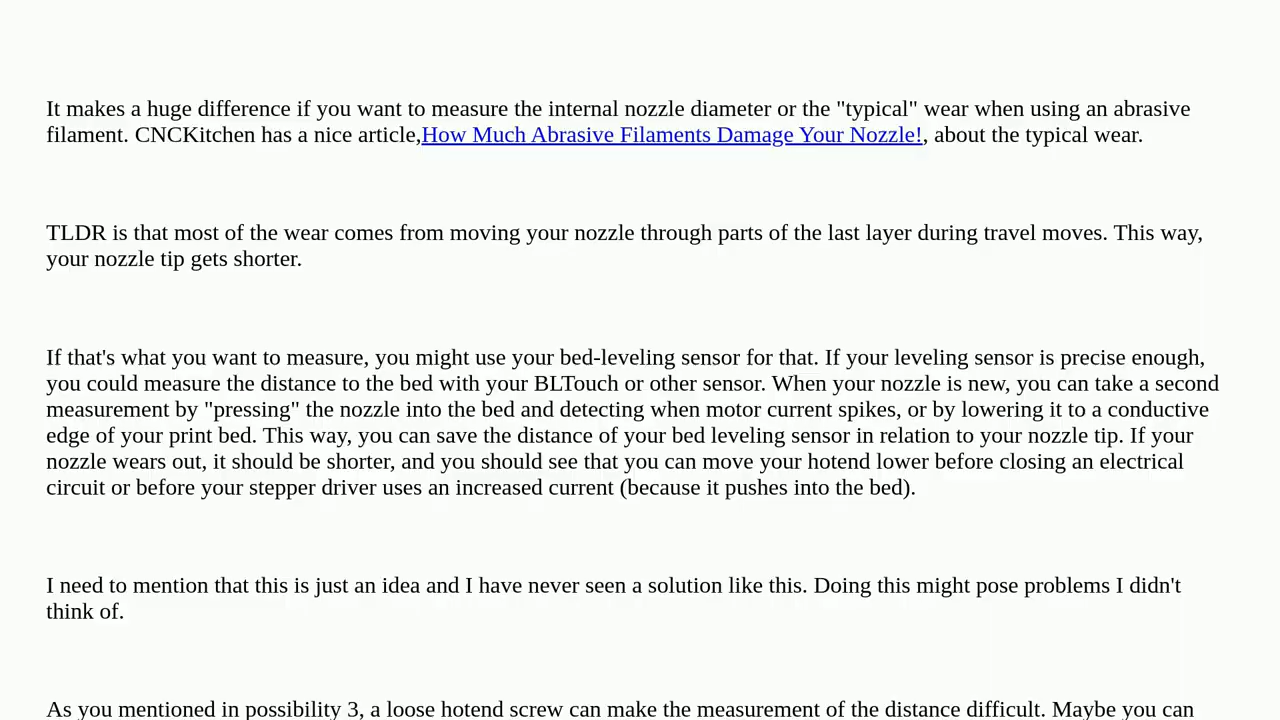 It makes a huge difference if you want to measure the internal nozzle diameter or the "typical" wear when using an abrasive
filament. CNCKitchen has a nice article,How Much Abrasive Filaments Damage Your Nozzle!, about the typical wear.
TLDR is that most of the wear comes from moving your nozzle through parts of the last layer during travel moves. This way,
your nozzle tip gets shorter.
If that's what you want to measure, you might use your bed-leveling sensor for that. If your leveling sensor is precise enough,
you could measure the distance to the bed with your BLTouch or other sensor. When your nozzle is new, you can take a second
measurement by "pressing" the nozzle into the bed and detecting when motor current spikes, or by lowering it to a conductive
edge of your print bed. This way, you can save the distance of your bed leveling sensor in relation to your nozzle tip. If your
nozzle wears out, it should be shorter, and you should see that you can move your hotend lower before closing an electrical
circuit or before your stepper driver uses an increased current (because it pushes into the bed).
I need to mention that this is just an idea and I have never seen a solution like this. Doing this might pose problems I didn't
think of.
As you mentioned in possibility 3, a loose hotend screw can make the measurement of the distance difficult. Maybe you can